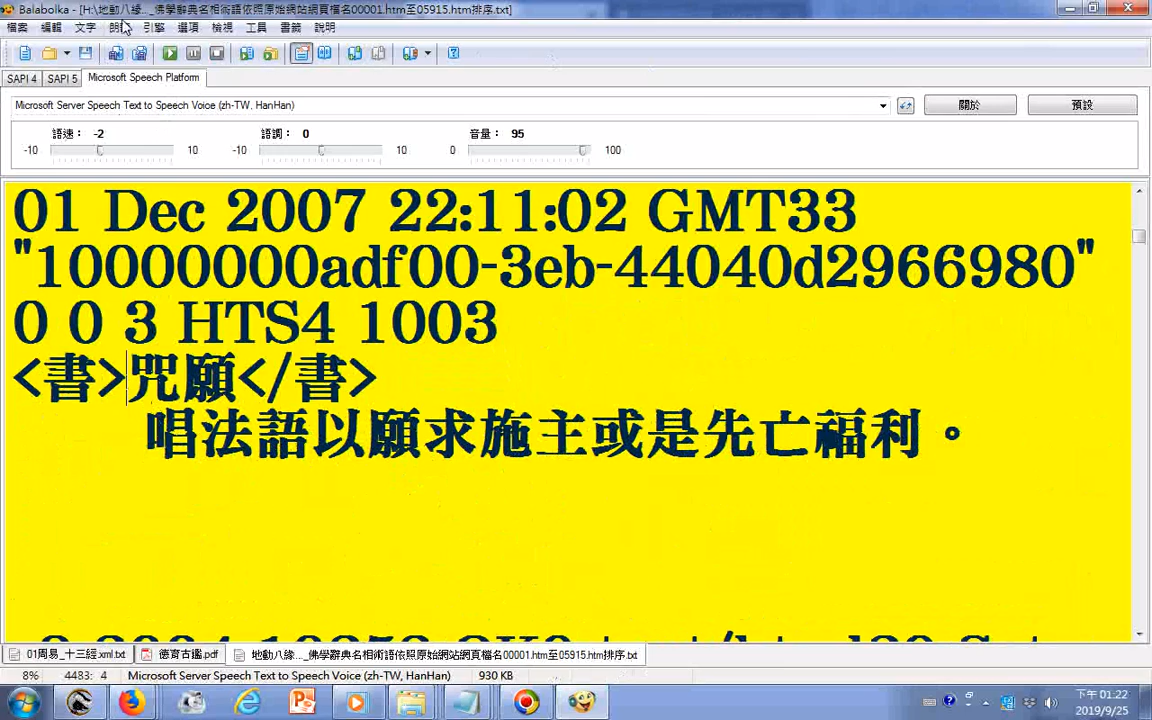 Balabolka - [H:\地動八緣..._佛學辭典名相術語依照原始網站網頁檔名00001.htm至05915.htm排序.txt]
檔案 編輯 文字 引擎 選項 檢視 工具 書籤 說明
SAPI 4 SAPI 5 Microsoft Speech Platform
Microsoft Server Speech Text to Speech Voice (zh-TW, HanHan) 關於 預設
語速： -2 語調： 0 音量： 95
-10 10 -10 10 0 100
01 Dec 2007 22:11:02 GMT33
"10000000adf00-3eb-44040d2966980"
0 0 3 HTS4 1003
<書>咒願</書>
唱法語以願求施主或是先亡福利。
01周易_十三經.xml.txt 德育古鑑.pdf 地動八緣..._佛學辭典名相術語依照原始網站網頁檔名00001.htm至05915.htm排序.txt
8% 4483: 4 Microsoft Server Speech Text to Speech Voice (zh-TW, HanHan) 930 KB
下午 01:22
2019/9/25